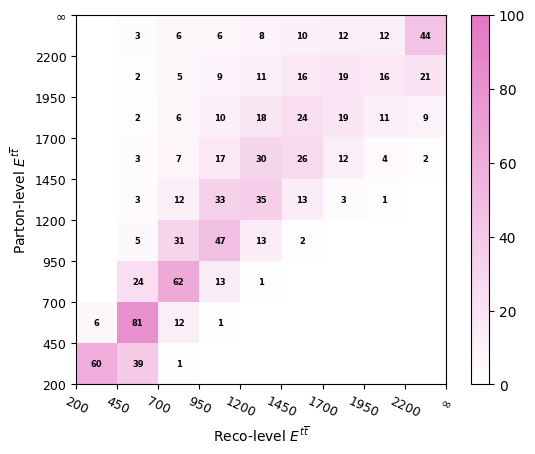 ∞ 3 6 6 8 10 12 12 44 100
2200
2 5 9 11 16 19 16 21
1950
2 6 10 18 24 19 11 9 80
1700
3 7 17 30 26 12 4 2
1450 60
3 12 33 35 13 3 1
1200
5 31 47 13 2 40
950
24 62 13 1
700
6 81 12 1 20
450
60 39 1
200 0
200 450 700 950 1200 1450 1700 1950 2200 ∞
Reco-level E^{tt̅}
Parton-level E^{tt̅}